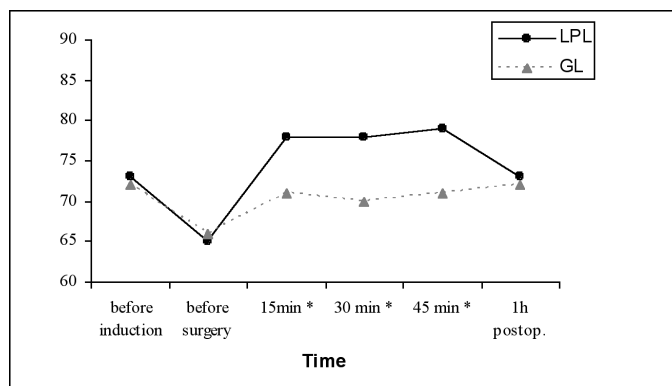 90
85
80
75
70
65
60
LPL
GL
before before 15min * 30 min * 45 min * 1h
induction surgery postop.
Time